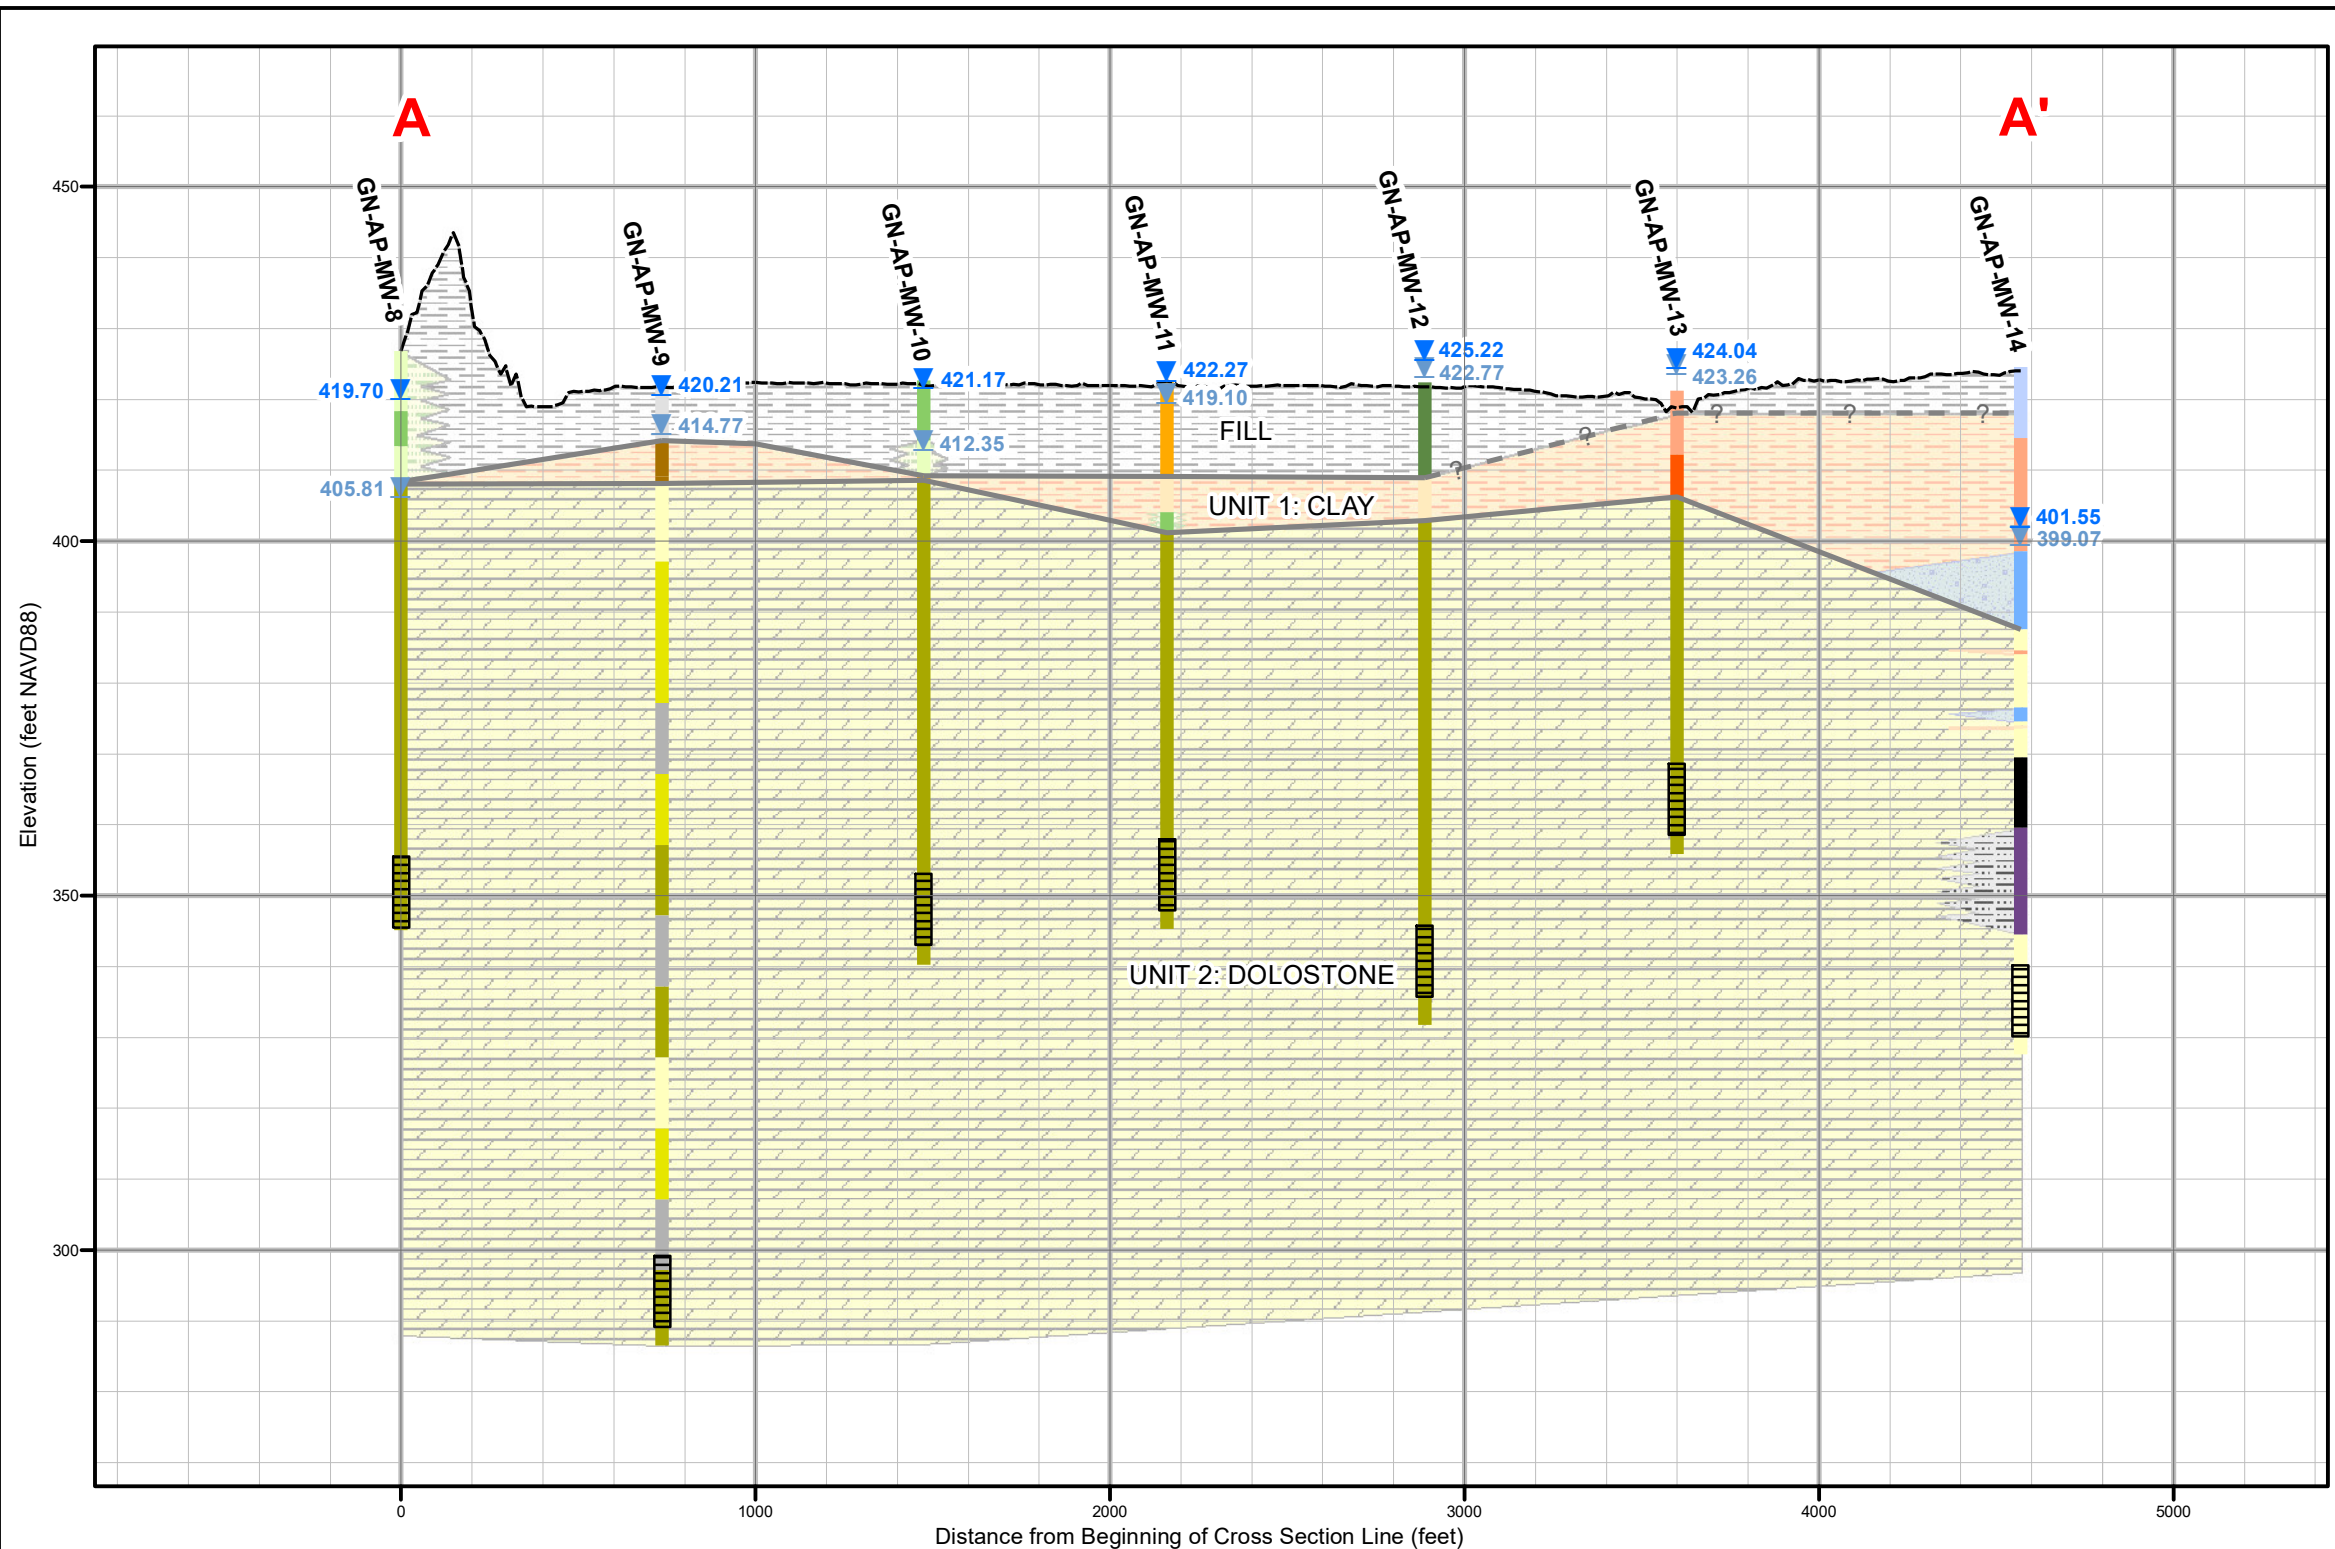 A
A'
GN-AP-MW-8
GN-AP-MW-9
GN-AP-MW-10
GN-AP-MW-11
GN-AP-MW-12
GN-AP-MW-13
GN-AP-MW-14
450
400
350
300
Elevation (feet NAVD88)
419.70
405.81
420.21
414.77
421.17
412.35
422.27
419.10
425.22
422.77
424.04
423.26
401.55
399.07
FILL
? ? ? ? ?
UNIT 1: CLAY
UNIT 2: DOLOSTONE
0 1000 2000 3000 4000 5000
Distance from Beginning of Cross Section Line (feet)